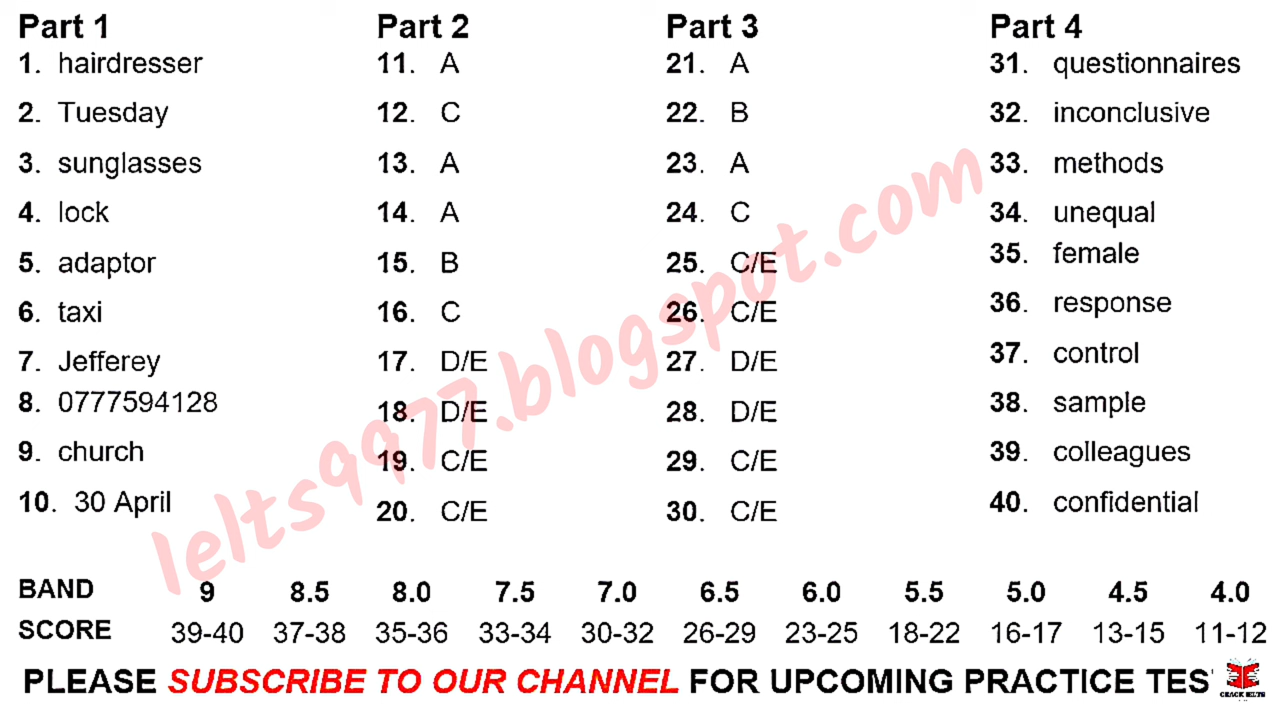 Part 1
1. hairdresser
2. Tuesday
3. sunglasses
4. lock
5. adaptor
6. taxi
7. Jefferey
8. 0777594128
9. church
10. 30 April
Part 2
11. A
12. C
13. A
14. A
15. B
16. C
17. D/E
18. D/E
19. C/E
20. C/E
Part 3
21. A
22. B
23. A
24. C
25. C/E
26. C/E
27. D/E
28. D/E
29. C/E
30. C/E
Part 4
31. questionnaires
32. inconclusive
33. methods
34. unequal
35. female
36. response
37. control
38. sample
39. colleagues
40. confidential
Ielts9977.blogspot.com
BAND 9 8.5 8.0 7.5 7.0 6.5 6.0 5.5 5.0 4.5 4.0
SCORE 39-40 37-38 35-36 33-34 30-32 26-29 23-25 18-22 16-17 13-15 11-12
PLEASE SUBSCRIBE TO OUR CHANNEL FOR UPCOMING PRACTICE TES
CRACK IELTS